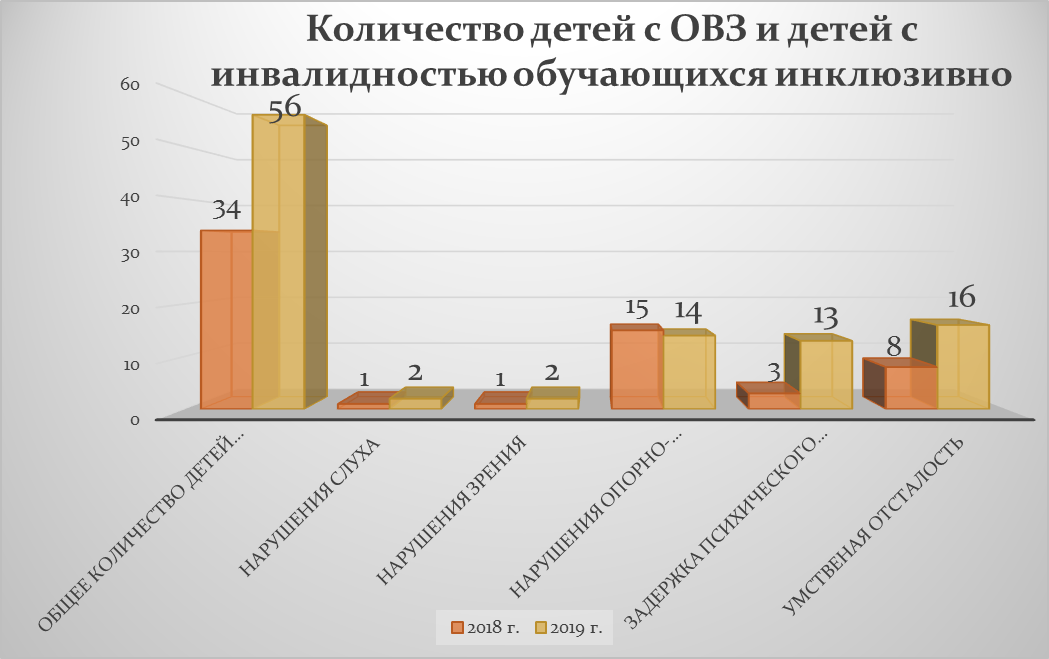 Количество детей с ОВЗ и детей с
инвалидностью обучающихся инклюзивно
60
50
40
30
20
10
0
34
56
1
2
1
2
15
14
3
13
8
16
ОБЩЕЕ КОЛИЧЕСТВО ДЕТЕЙ...
НАРУШЕНИЯ СЛУХА
НАРУШЕНИЯ ЗРЕНИЯ
НАРУШЕНИЯ ОПОРНО-...
ЗАДЕРЖКА ПСИХИЧЕСКОГО...
УМСТВЕНАЯ ОТСТАЛОСТЬ
2018 г.
2019 г.